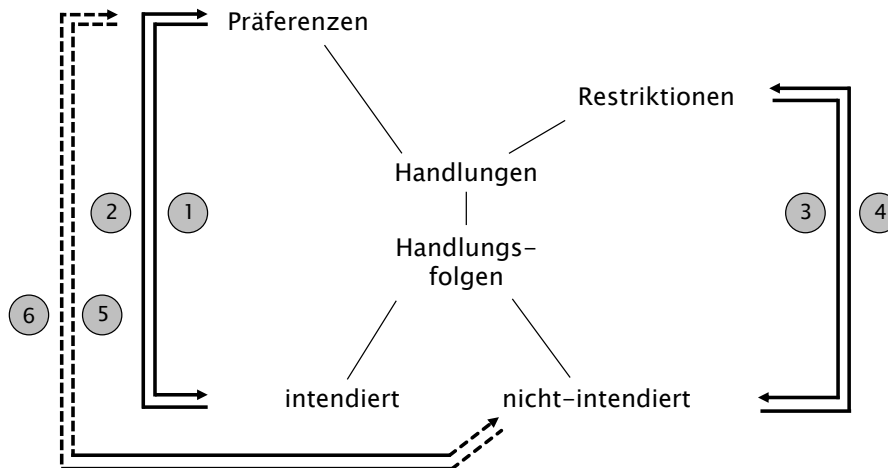 Präferenzen
Restriktionen
Handlungen
2
1
3
4
Handlungs-
folgen
6
5
intendiert
nicht-intendiert